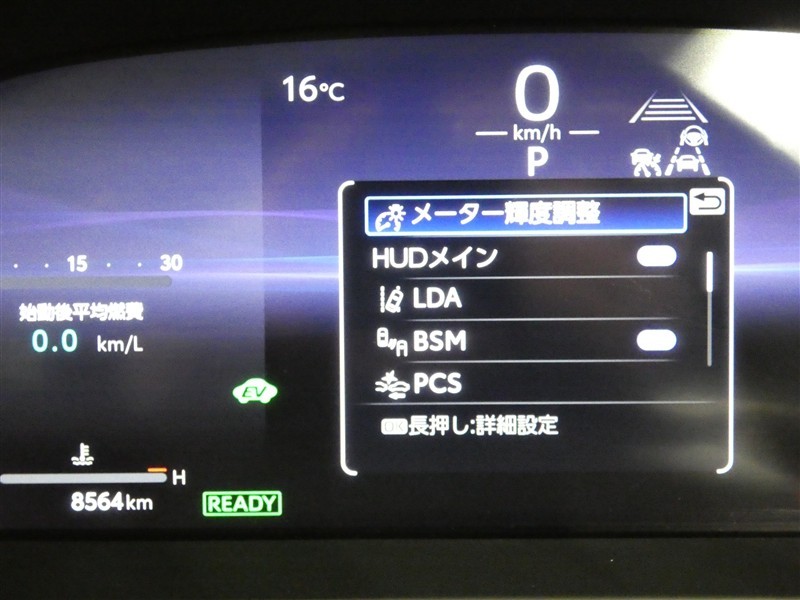 16℃
0
km/h
P
メーター輝度調整
HUDメイン
LDA
BSM
PCS
OK長押し:詳細設定
15 30
始動後平均燃費
0.0 km/L
EV
H
8564km
READY